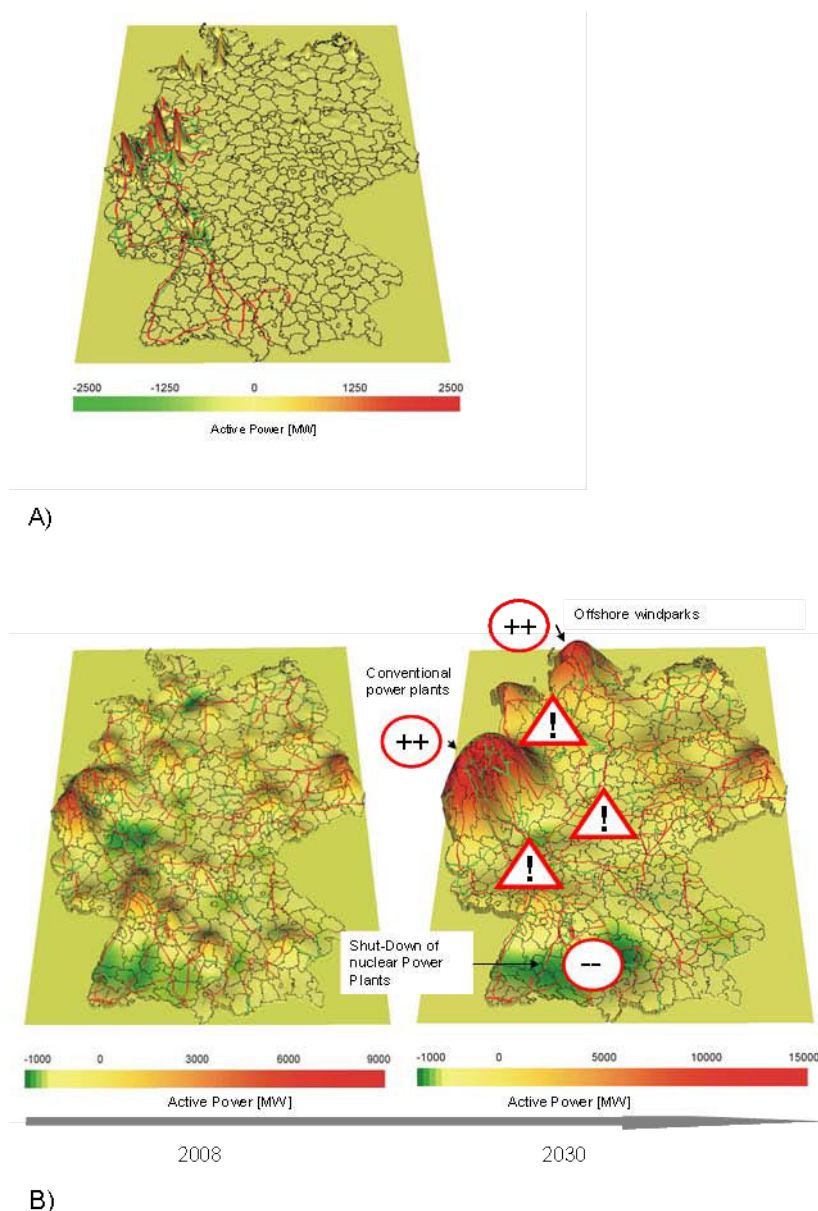 -2500 -1250 0 1250 2500
Active Power [MW]
A)
++
Offshore windparks
Conventional
power plants
++
!
!
!
Shut-Down of
nuclear Power
Plants
--
-1000 0 3000 6000 9000
Active Power [MW]
-1000 0 5000 10000 15000
Active Power [MW]
2008 2030
B)